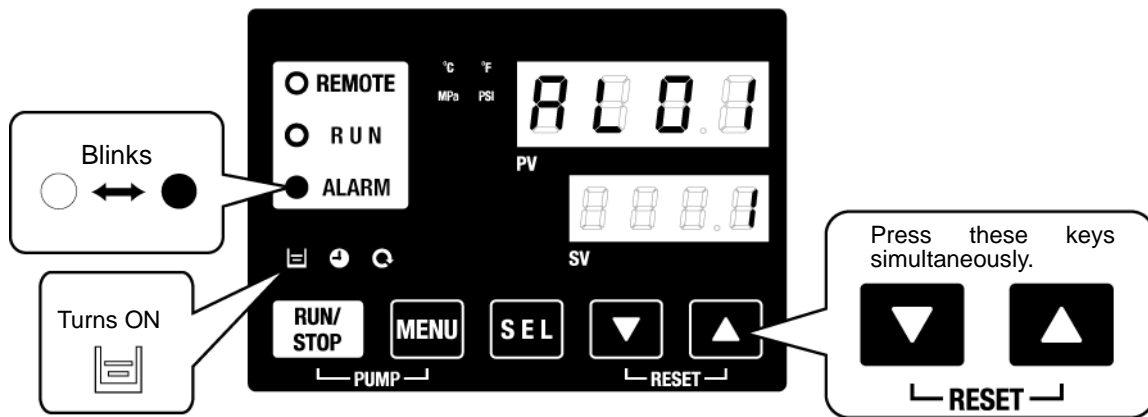 REMOTE
RUN
ALARM
°C °F
MPa PSI
AL01
PV
1
SV
Blinks
Turns ON
RUN/
STOP
MENU
SEL
PUMP
RESET
Press these keys
simultaneously.
RESET